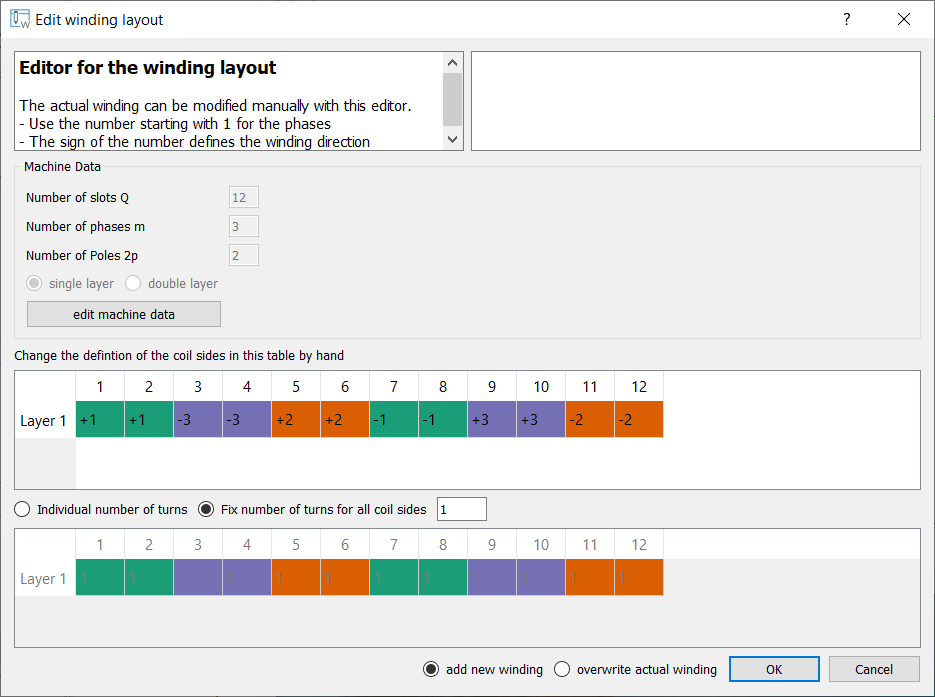 Edit winding layout
?
Editor for the winding layout
The actual winding can be modified manually with this editor.
- Use the number starting with 1 for the phases
- The sign of the number defines the winding direction
Machine Data
Number of slots Q 12
Number of phases m 3
Number of Poles 2p 2
single layer double layer
edit machine data
Change the defintion of the coil sides in this table by hand
1 2 3 4 5 6 7 8 9 10 11 12
Layer 1 +1 +1 -3 -3 +2 +2 -1 -1 +3 +3 -2 -2
Individual number of turns Fix number of turns for all coil sides 1
1 2 3 4 5 6 7 8 9 10 11 12
Layer 1 1 1 1 1 1 1 1 1 1 1 1 1
add new winding overwrite actual winding OK Cancel